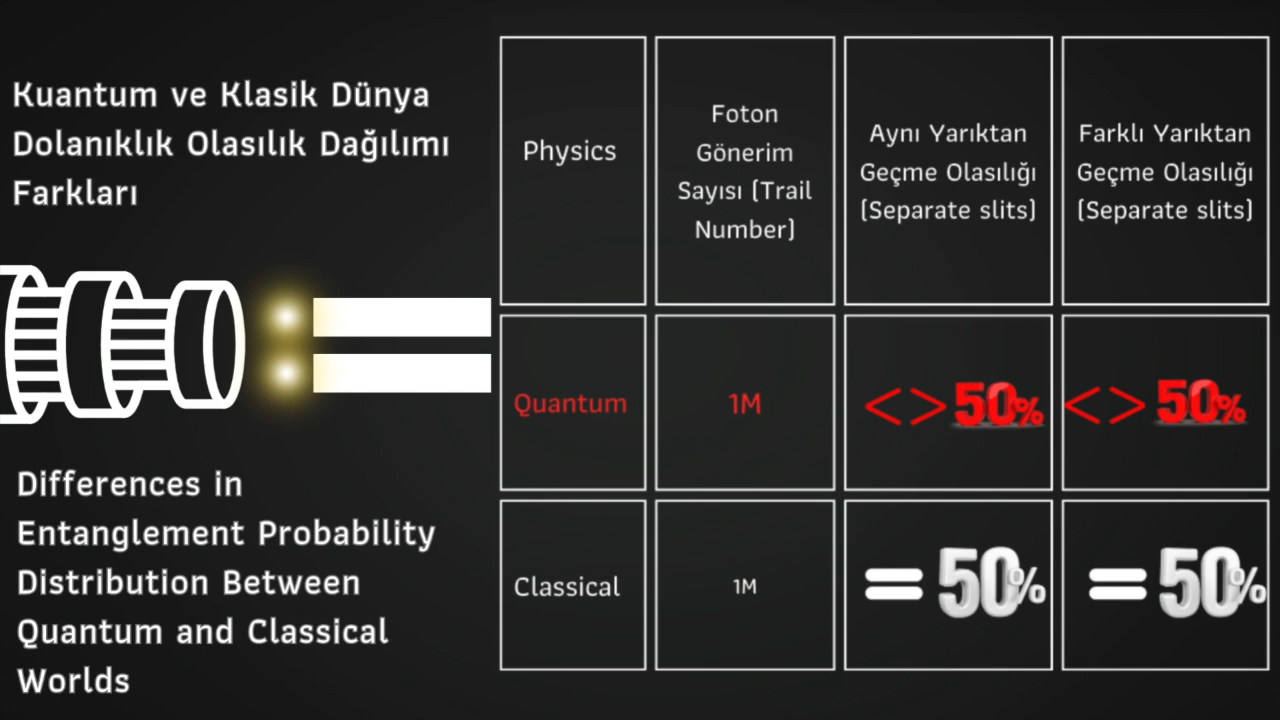 Kuantum ve Klasik Dünya
Dolanıklık Olasılık Dağılımı
Farkları
Differences in
Entanglement Probability
Distribution Between
Quantum and Classical
Worlds
Physics
Foton
Gönerim
Sayısı (Trail
Number)
Aynı Yarıktan
Geçme Olasılığı
(Separate slits)
Farklı Yarıktan
Geçme Olasılığı
(Separate slits)
Quantum
1M
<> 50%
<> 50%
Classical
1M
= 50%
= 50%